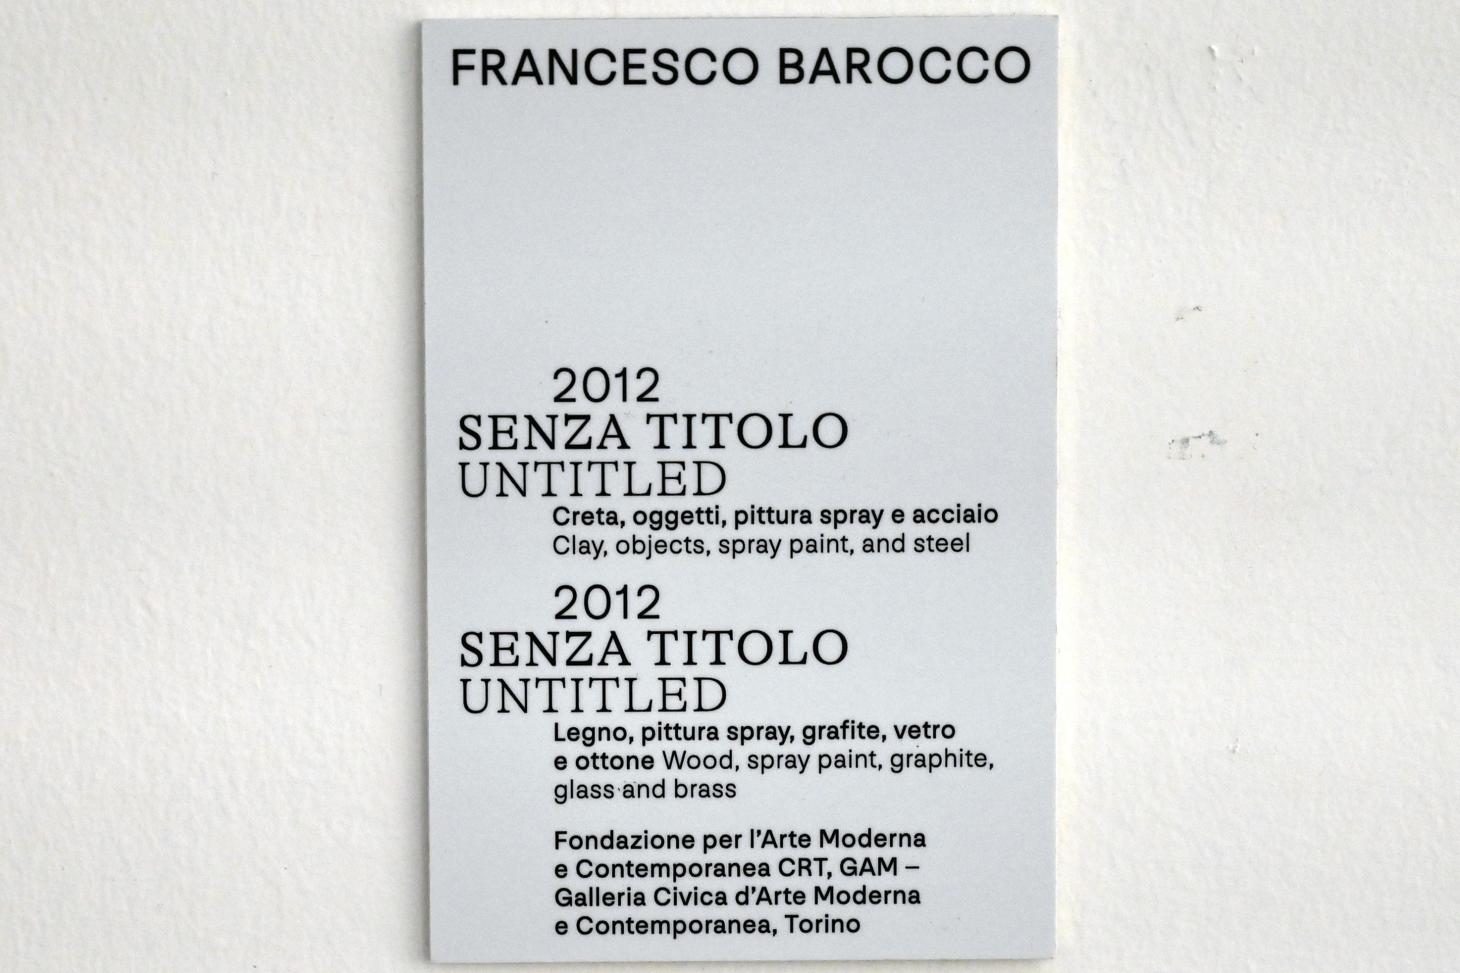 FRANCESCO BAROCCO
2012
SENZA TITOLO
UNTITLED
Creta, oggetti, pittura spray e acciaio
Clay, objects, spray paint, and steel
2012
SENZA TITOLO
UNTITLED
Legno, pittura spray, grafite, vetro
e ottone Wood, spray paint, graphite,
glass and brass
Fondazione per l'Arte Moderna
e Contemporanea CRT, GAM –
Galleria Civica d'Arte Moderna
e Contemporanea, Torino